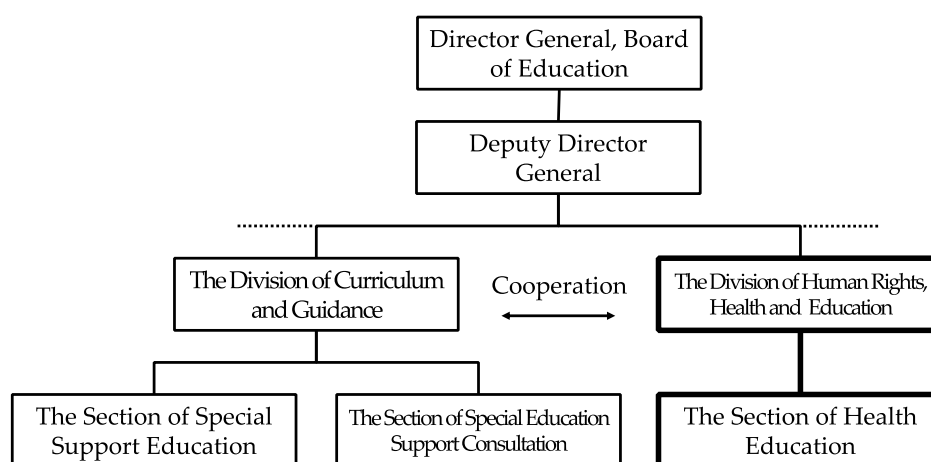 Director General, Board
of Education
Deputy Director
General
The Division of Curriculum
and Guidance
Cooperation
The Division of Human Rights,
Health and Education
The Section of Special
Support Education
The Section of Special Education
Support Consultation
The Section of Health
Education